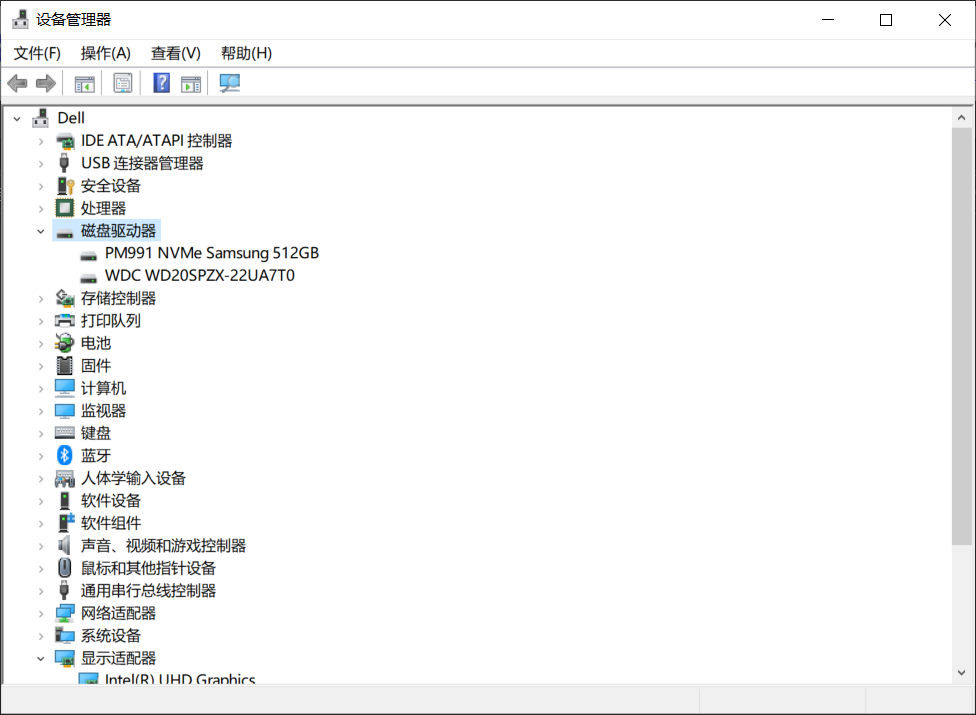 设备管理器
文件(F) 操作(A) 查看(V) 帮助(H)
Dell
IDE ATA/ATAPI 控制器
USB 连接器管理器
安全设备
处理器
磁盘驱动器
PM991 NVMe Samsung 512GB
WDC WD20SPZX-22UA7T0
存储控制器
打印队列
电池
固件
计算机
监视器
键盘
蓝牙
人体学输入设备
软件设备
软件组件
声音、视频和游戏控制器
鼠标和其他指针设备
通用串行总线控制器
网络适配器
系统设备
显示适配器
Intel(R) UHD Graphics